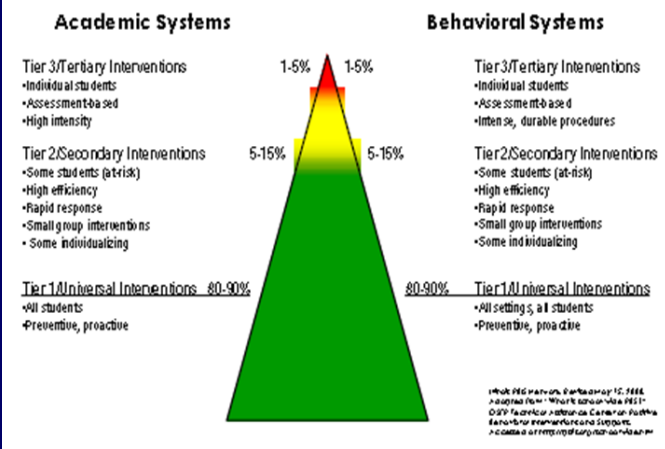 Academic Systems
Behavioral Systems
Tier 3/Tertiary Interventions 1-5%
•Individual students
•Assessment-based
•High intensity
1-5% Tier 3/Tertiary Interventions
•Individual students
•Assessment-based
•Intense, durable procedures
Tier 2/Secondary Interventions 5-15%
•Some students (at-risk)
•High efficiency
•Rapid response
•Small group interventions
• Some individualizing
5-15% Tier 2/Secondary Interventions
•Some students (at-risk)
•High efficiency
•Rapid response
•Small group interventions
•Some individualizing
Tier 1/Universal Interventions 80-90%
•All students
•Preventive, proactive
80-90% Tier 1/Universal Interventions
•All settings, all students
•Preventive, proactive